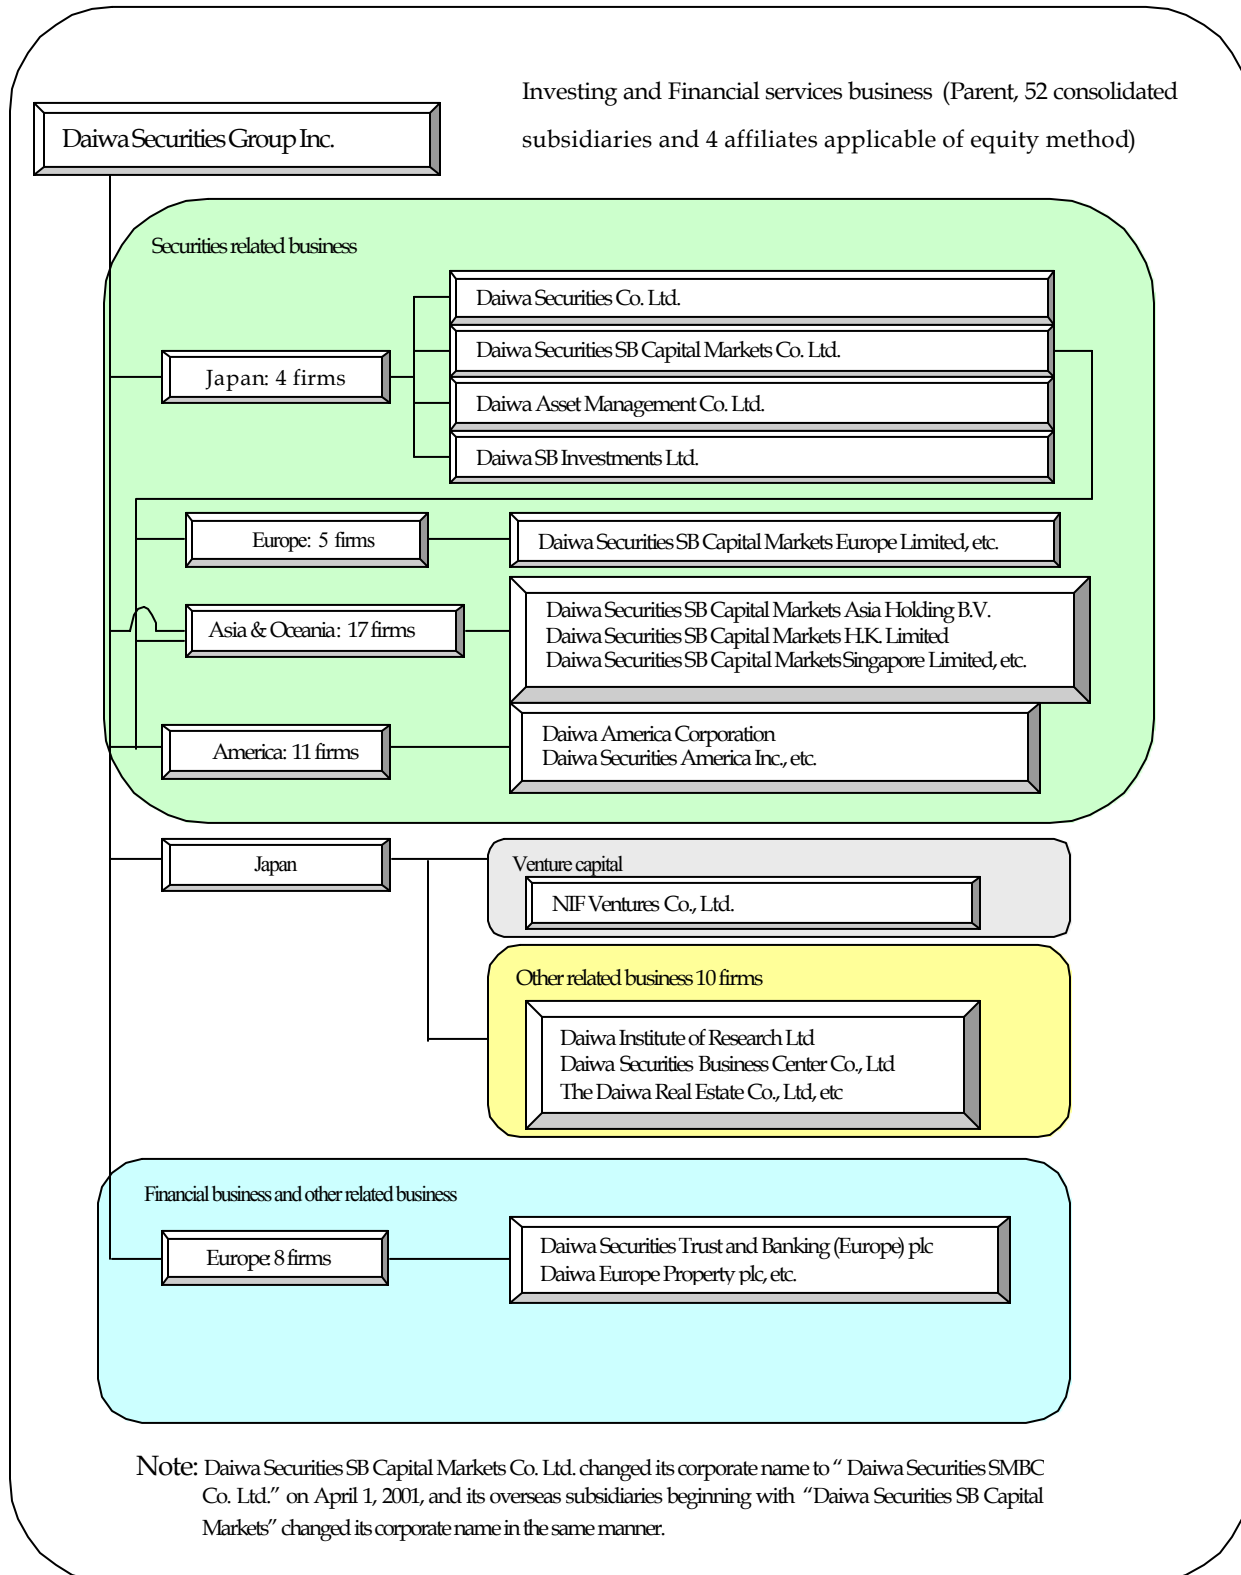 Investing and Financial services business (Parent, 52 consolidated
subsidiaries and 4 affiliates applicable of equity method)
Daiwa Securities Group Inc.
Securities related business
Daiwa Securities Co. Ltd.
Daiwa Securities SB Capital Markets Co. Ltd.
Japan: 4 firms
Daiwa Asset Management Co. Ltd.
Daiwa SB Investments Ltd.
Europe: 5 firms
Daiwa Securities SB Capital Markets Europe Limited, etc.
Asia & Oceania: 17 firms
Daiwa Securities SB Capital Markets Asia Holding B.V.
Daiwa Securities SB Capital Markets H.K. Limited
Daiwa Securities SB Capital Markets Singapore Limited, etc.
America: 11 firms
Daiwa America Corporation
Daiwa Securities America Inc., etc.
Japan
Venture capital
NIF Ventures Co., Ltd.
Other related business 10 firms
Daiwa Institute of Research Ltd
Daiwa Securities Business Center Co., Ltd
The Daiwa Real Estate Co., Ltd, etc
Financial business and other related business
Europe: 8 firms
Daiwa Securities Trust and Banking (Europe) plc
Daiwa Europe Property plc, etc.
Note: Daiwa Securities SB Capital Markets Co. Ltd. changed its corporate name to “ Daiwa Securities SMBC
Co. Ltd.” on April 1, 2001, and its overseas subsidiaries beginning with “Daiwa Securities SB Capital
Markets” changed its corporate name in the same manner.